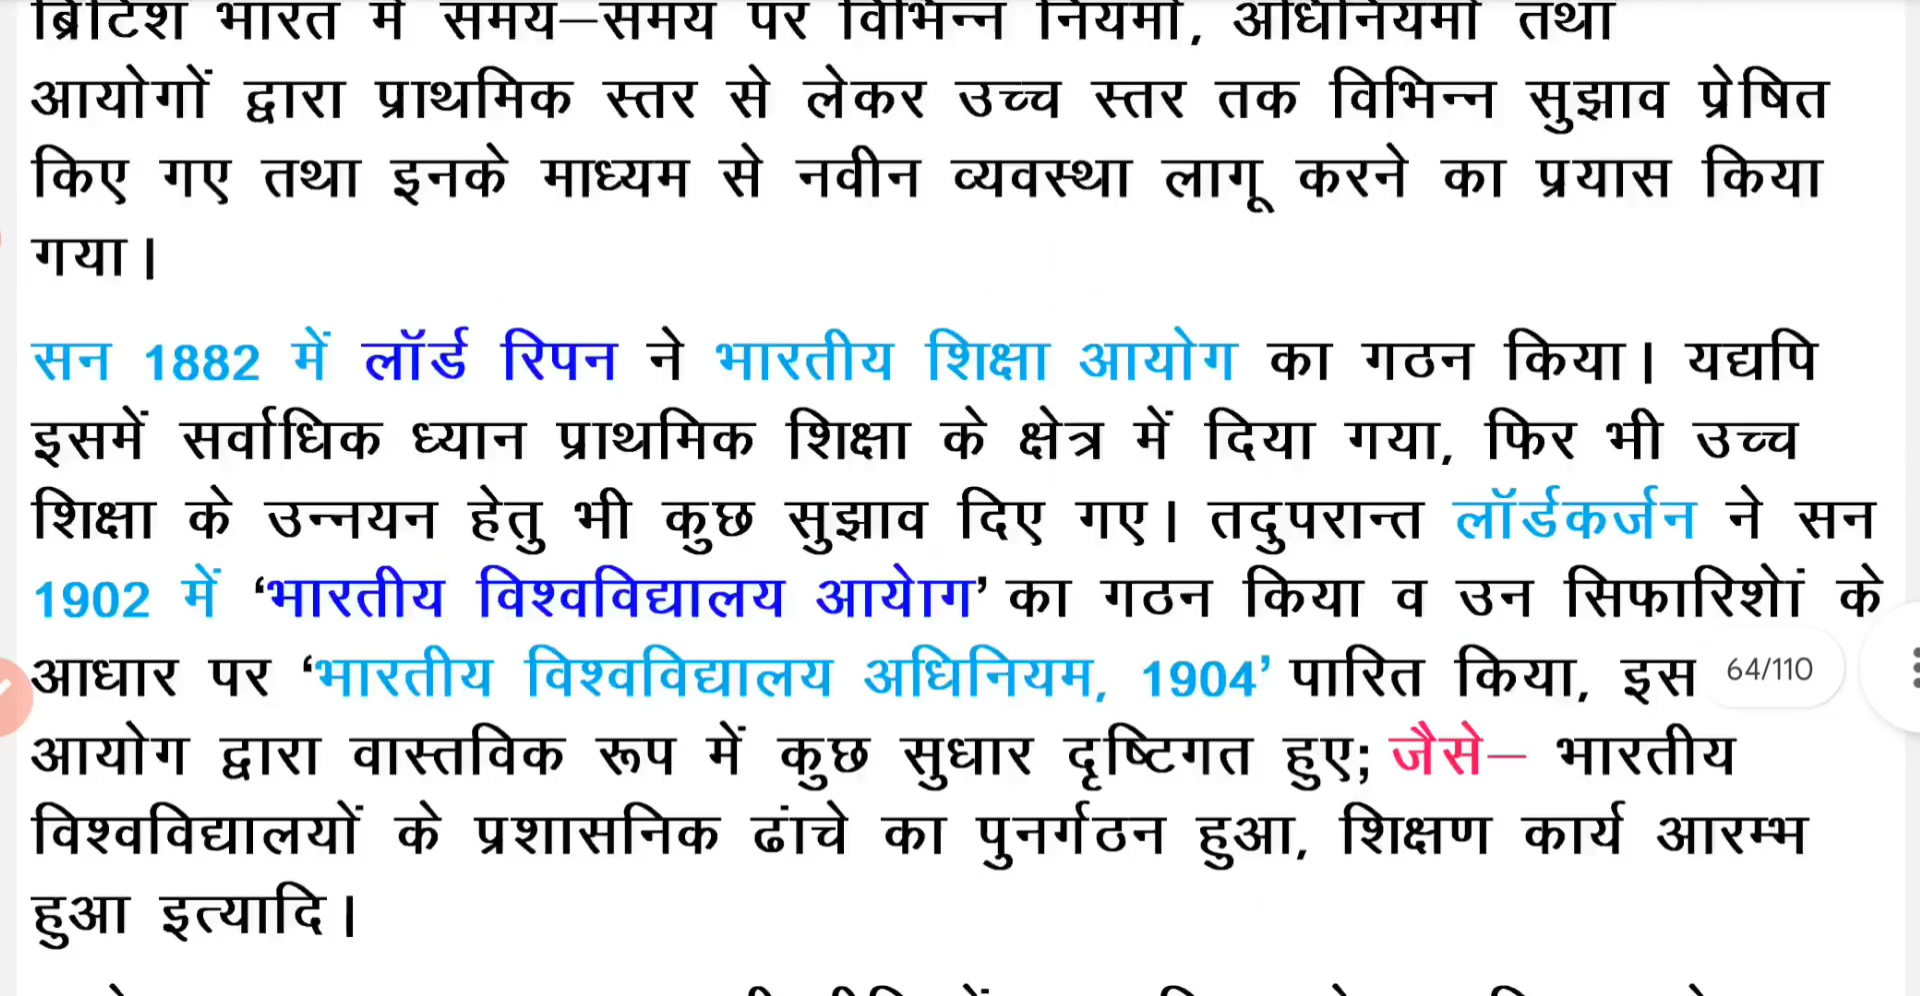 ब्रिटिश भारत में समय–समय पर विभिन्न नियमों, अधिनियमों तथा
आयोगों द्वारा प्राथमिक स्तर से लेकर उच्च स्तर तक विभिन्न सुझाव प्रेषित
किए गए तथा इनके माध्यम से नवीन व्यवस्था लागू करने का प्रयास किया
गया।
सन 1882 में लॉर्ड रिपन ने भारतीय शिक्षा आयोग का गठन किया। यद्यपि
इसमें सर्वाधिक ध्यान प्राथमिक शिक्षा के क्षेत्र में दिया गया, फिर भी उच्च
शिक्षा के उन्नयन हेतु भी कुछ सुझाव दिए गए। तदुपरान्त लॉर्डकर्जन ने सन
1902 में ‘भारतीय विश्वविद्यालय आयोग’ का गठन किया व उन सिफारिशों के
आधार पर ‘भारतीय विश्वविद्यालय अधिनियम, 1904’ पारित किया, इस
64/110
आयोग द्वारा वास्तविक रूप में कुछ सुधार दृष्टिगत हुए; जैसे– भारतीय
विश्वविद्यालयों के प्रशासनिक ढांचे का पुनर्गठन हुआ, शिक्षण कार्य आरम्भ
हुआ इत्यादि।